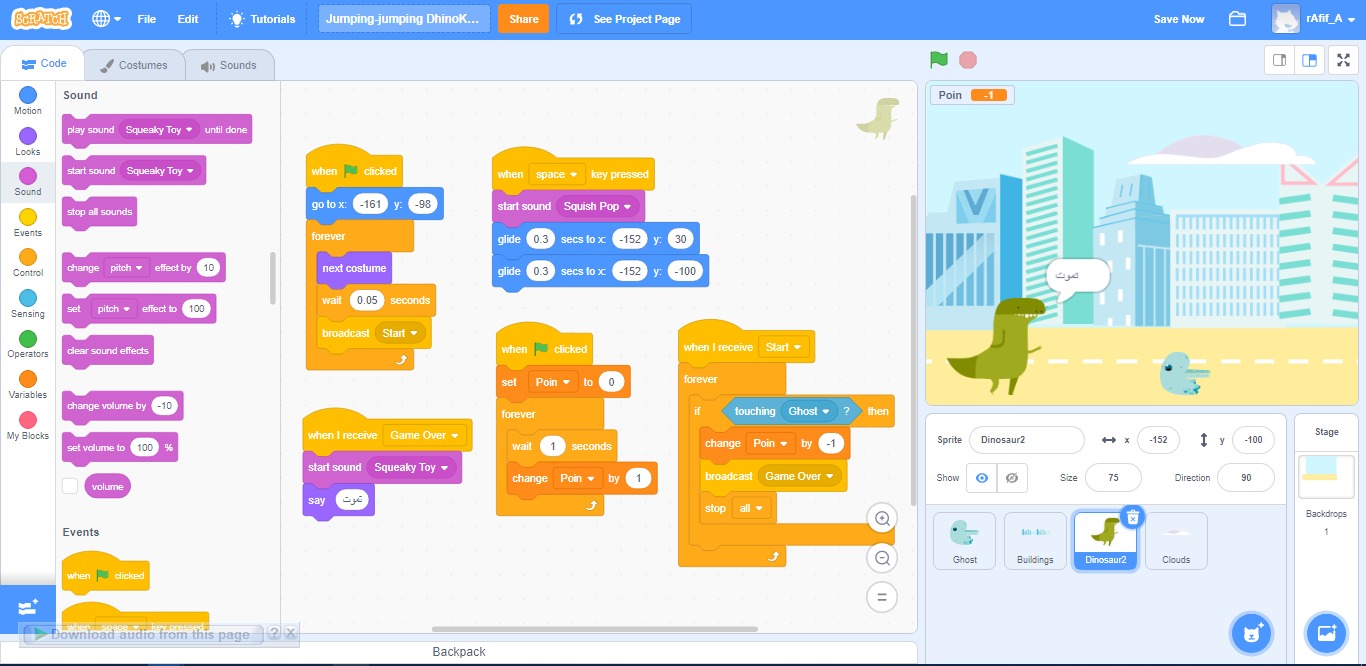 SCRATCH
File
Edit
Tutorials
Jumping-jumping DhinoK...
Share
See Project Page
Save Now
rAfif_A
Code
Costumes
Sounds
Motion
Looks
Sound
Events
Control
Sensing
Operators
Variables
My Blocks
Sound
play sound Squeaky Toy until done
start sound Squeaky Toy
stop all sounds
change pitch effect by 10
set pitch effect to 100
clear sound effects
change volume by -10
set volume to 100 %
volume
Events
when clicked
when space key pressed
Download audio from this page ? X
when clicked
go to x: -161 y: -98
forever
next costume
wait 0.05 seconds
broadcast Start
when I receive Game Over
start sound Squeaky Toy
say تموت
when space key pressed
start sound Squish Pop
glide 0.3 secs to x: -152 y: 30
glide 0.3 secs to x: -152 y: -100
when clicked
set Poin to 0
forever
wait 1 seconds
change Poin by 1
when I receive Start
forever
if touching Ghost ? then
change Poin by -1
broadcast Game Over
stop all
Backpack
Poin -1
تموت
Sprite Dinosaur2 x -152 y -100
Show Size 75 Direction 90
Ghost
Buildings
Dinosaur2
Clouds
Stage
Backdrops
1